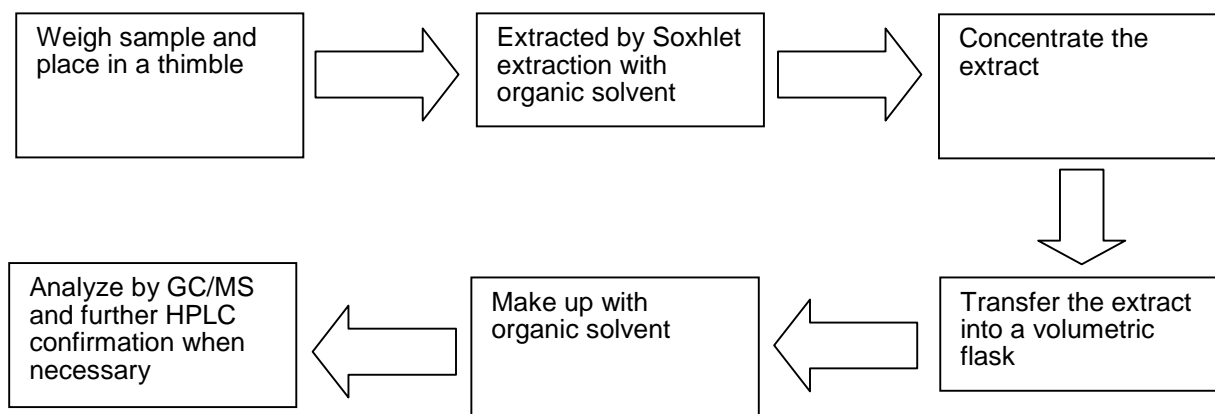 Weigh sample and
place in a thimble
Extracted by Soxhlet
extraction with
organic solvent
Concentrate the
extract
Transfer the extract
into a volumetric
flask
Make up with
organic solvent
Analyze by GC/MS
and further HPLC
confirmation when
necessary